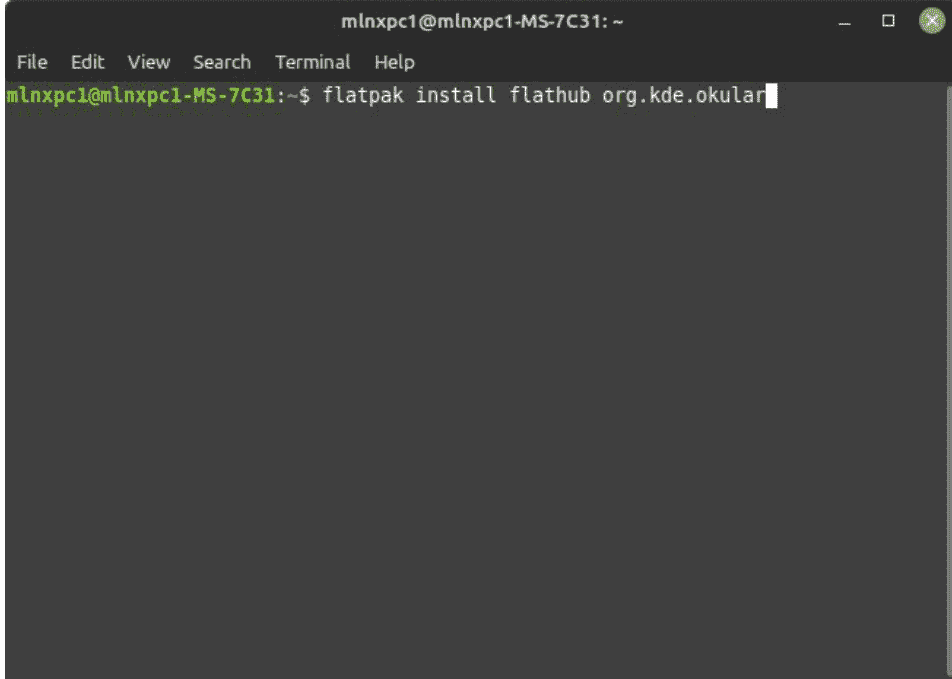 mlnxpc1@mlnxpc1-MS-7C31: ~
File Edit View Search Terminal Help
mlnxpc1@mlnxpc1-MS-7C31:~$ flatpak install flathub org.kde.okular